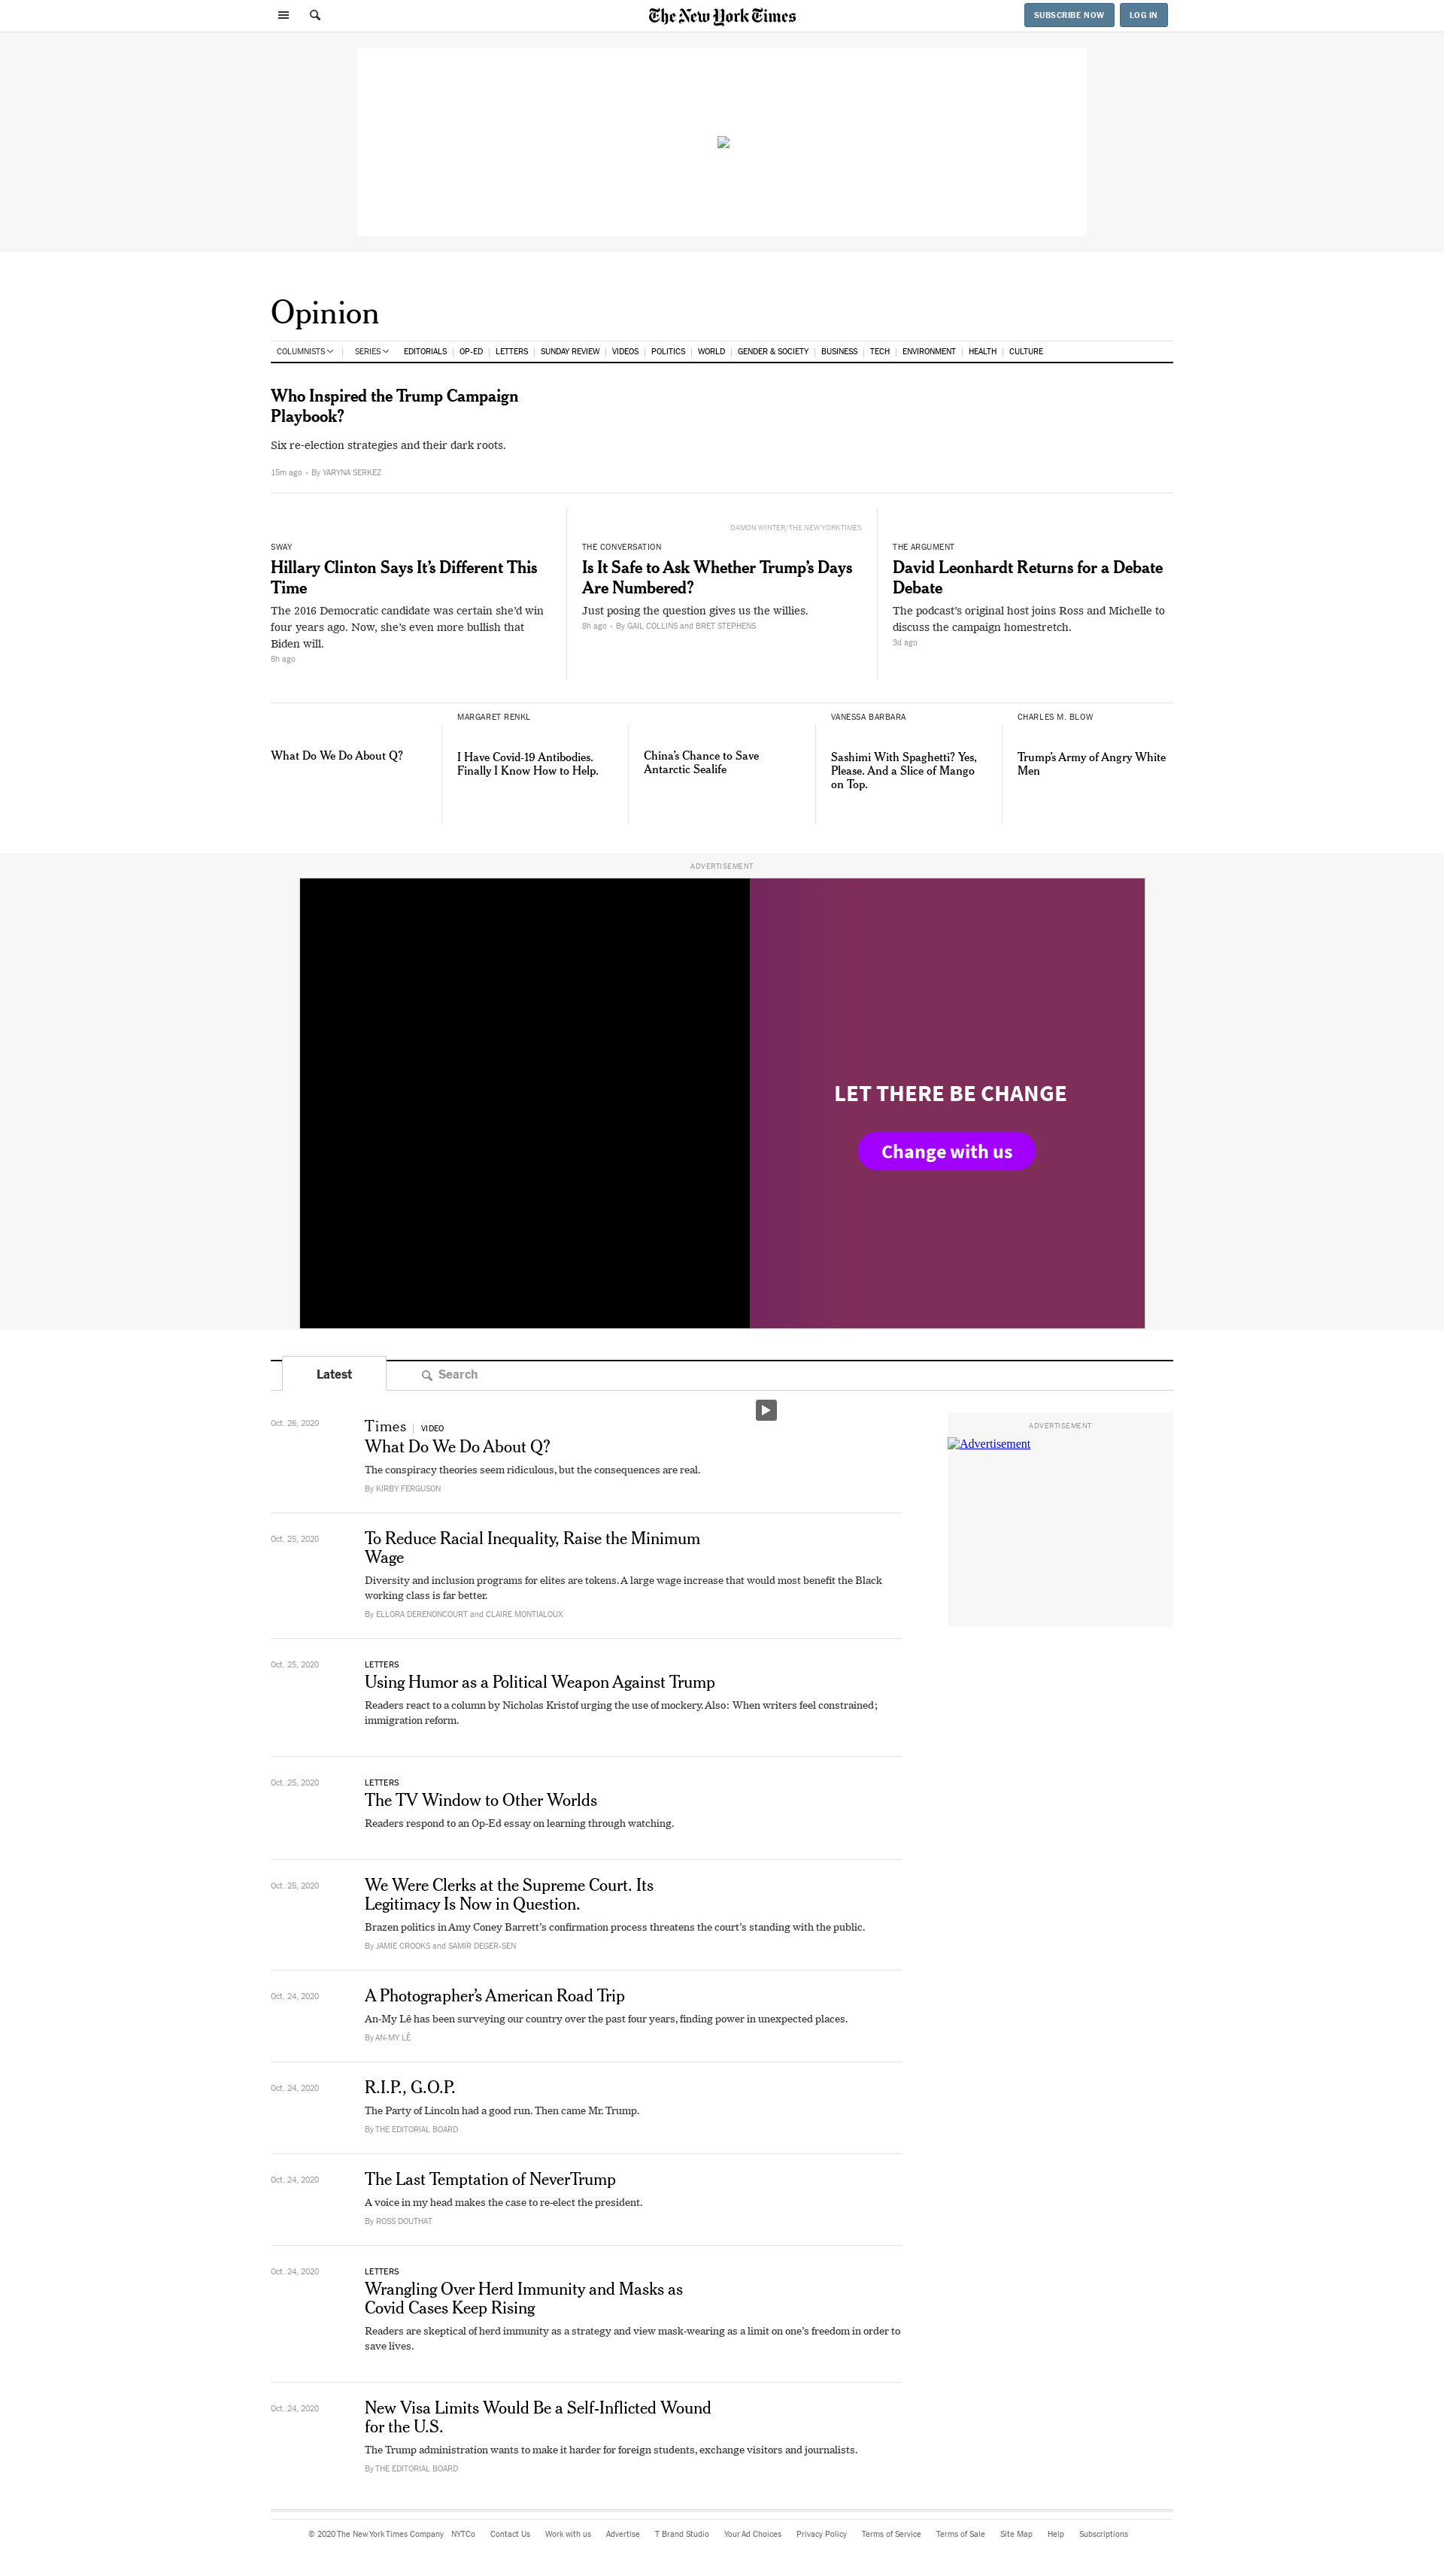 The New York Times
SUBSCRIBE NOW
LOG IN
Opinion
COLUMNISTS | SERIES EDITORIALS | OP-ED | LETTERS | SUNDAY REVIEW | VIDEOS | POLITICS | WORLD | GENDER & SOCIETY | BUSINESS | TECH | ENVIRONMENT | HEALTH | CULTURE
Who Inspired the Trump Campaign
Playbook?
Six re-election strategies and their dark roots.
15m ago • By YARYNA SERKEZ
SWAY
Hillary Clinton Says It’s Different This
Time
The 2016 Democratic candidate was certain she’d win
four years ago. Now, she’s even more bullish that
Biden will.
8h ago
DAMON WINTER/THE NEW YORK TIMES
THE CONVERSATION
Is It Safe to Ask Whether Trump’s Days
Are Numbered?
Just posing the question gives us the willies.
8h ago • By GAIL COLLINS and BRET STEPHENS
THE ARGUMENT
David Leonhardt Returns for a Debate
Debate
The podcast’s original host joins Ross and Michelle to
discuss the campaign homestretch.
3d ago
What Do We Do About Q?
MARGARET RENKL
I Have Covid-19 Antibodies.
Finally I Know How to Help.
China’s Chance to Save
Antarctic Sealife
VANESSA BARBARA
Sashimi With Spaghetti? Yes,
Please. And a Slice of Mango
on Top.
CHARLES M. BLOW
Trump’s Army of Angry White
Men
ADVERTISEMENT
LET THERE BE CHANGE
Change with us
Latest
Search
Oct. 26, 2020
Times | VIDEO
What Do We Do About Q?
The conspiracy theories seem ridiculous, but the consequences are real.
By KIRBY FERGUSON
ADVERTISEMENT
Advertisement
Oct. 25, 2020
To Reduce Racial Inequality, Raise the Minimum
Wage
Diversity and inclusion programs for elites are tokens. A large wage increase that would most benefit the Black
working class is far better.
By ELLORA DERENONCOURT and CLAIRE MONTIALOUX
Oct. 25, 2020
LETTERS
Using Humor as a Political Weapon Against Trump
Readers react to a column by Nicholas Kristof urging the use of mockery. Also: When writers feel constrained;
immigration reform.
Oct. 25, 2020
LETTERS
The TV Window to Other Worlds
Readers respond to an Op-Ed essay on learning through watching.
Oct. 25, 2020
We Were Clerks at the Supreme Court. Its
Legitimacy Is Now in Question.
Brazen politics in Amy Coney Barrett’s confirmation process threatens the court’s standing with the public.
By JAMIE CROOKS and SAMIR DEGER-SEN
Oct. 24, 2020
A Photographer’s American Road Trip
An-My Lê has been surveying our country over the past four years, finding power in unexpected places.
By AN-MY LÊ
Oct. 24, 2020
R.I.P., G.O.P.
The Party of Lincoln had a good run. Then came Mr. Trump.
By THE EDITORIAL BOARD
Oct. 24, 2020
The Last Temptation of NeverTrump
A voice in my head makes the case to re-elect the president.
By ROSS DOUTHAT
Oct. 24, 2020
LETTERS
Wrangling Over Herd Immunity and Masks as
Covid Cases Keep Rising
Readers are skeptical of herd immunity as a strategy and view mask-wearing as a limit on one’s freedom in order to
save lives.
Oct. 24, 2020
New Visa Limits Would Be a Self-Inflicted Wound
for the U.S.
The Trump administration wants to make it harder for foreign students, exchange visitors and journalists.
By THE EDITORIAL BOARD
© 2020 The New York Times Company NYTCo Contact Us Work with us Advertise T Brand Studio Your Ad Choices Privacy Policy Terms of Service Terms of Sale Site Map Help Subscriptions